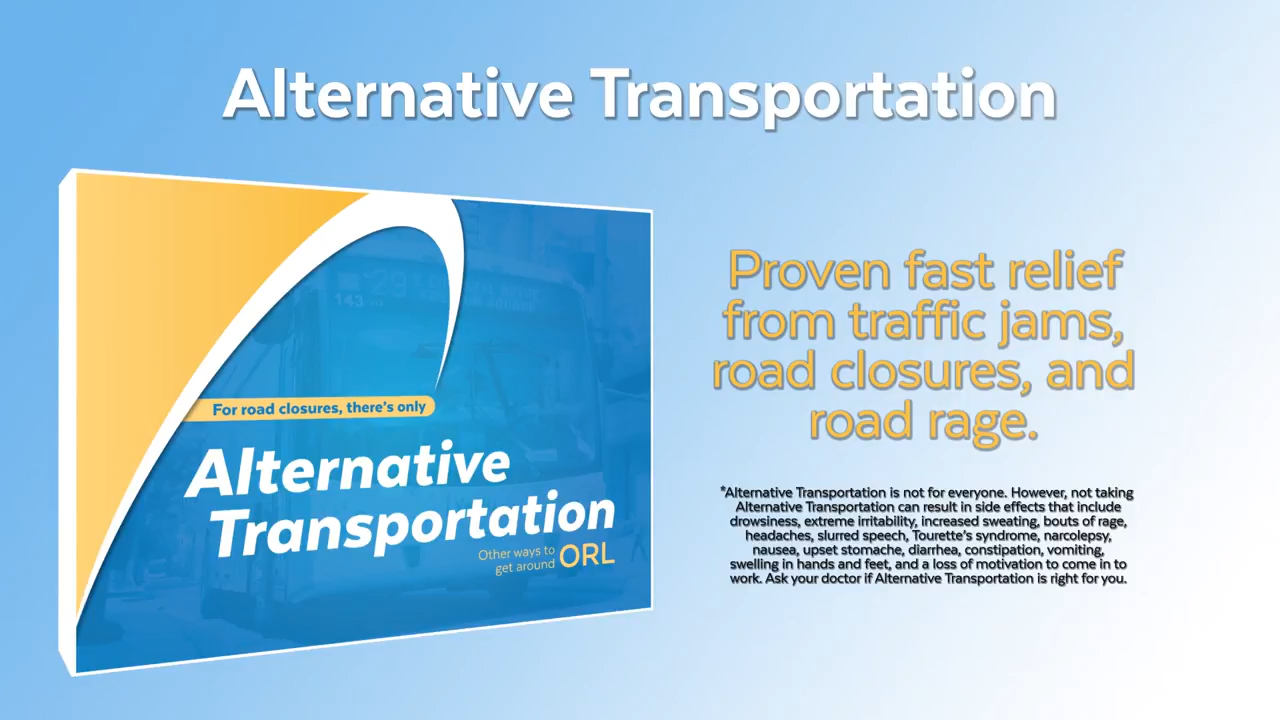 Alternative Transportation
For road closures, there's only
Alternative
Transportation
Other ways to
get around
ORL
Proven fast relief
from traffic jams,
road closures, and
road rage.
*Alternative Transportation is not for everyone. However, not taking
Alternative Transportation can result in side effects that include
drowsiness, extreme irritability, increased sweating, bouts of rage,
headaches, slurred speech, Tourette's syndrome, narcolepsy,
nausea, upset stomache, diarrhea, constipation, vomiting,
swelling in hands and feet, and a loss of motivation to come in to
work. Ask your doctor if Alternative Transportation is right for you.